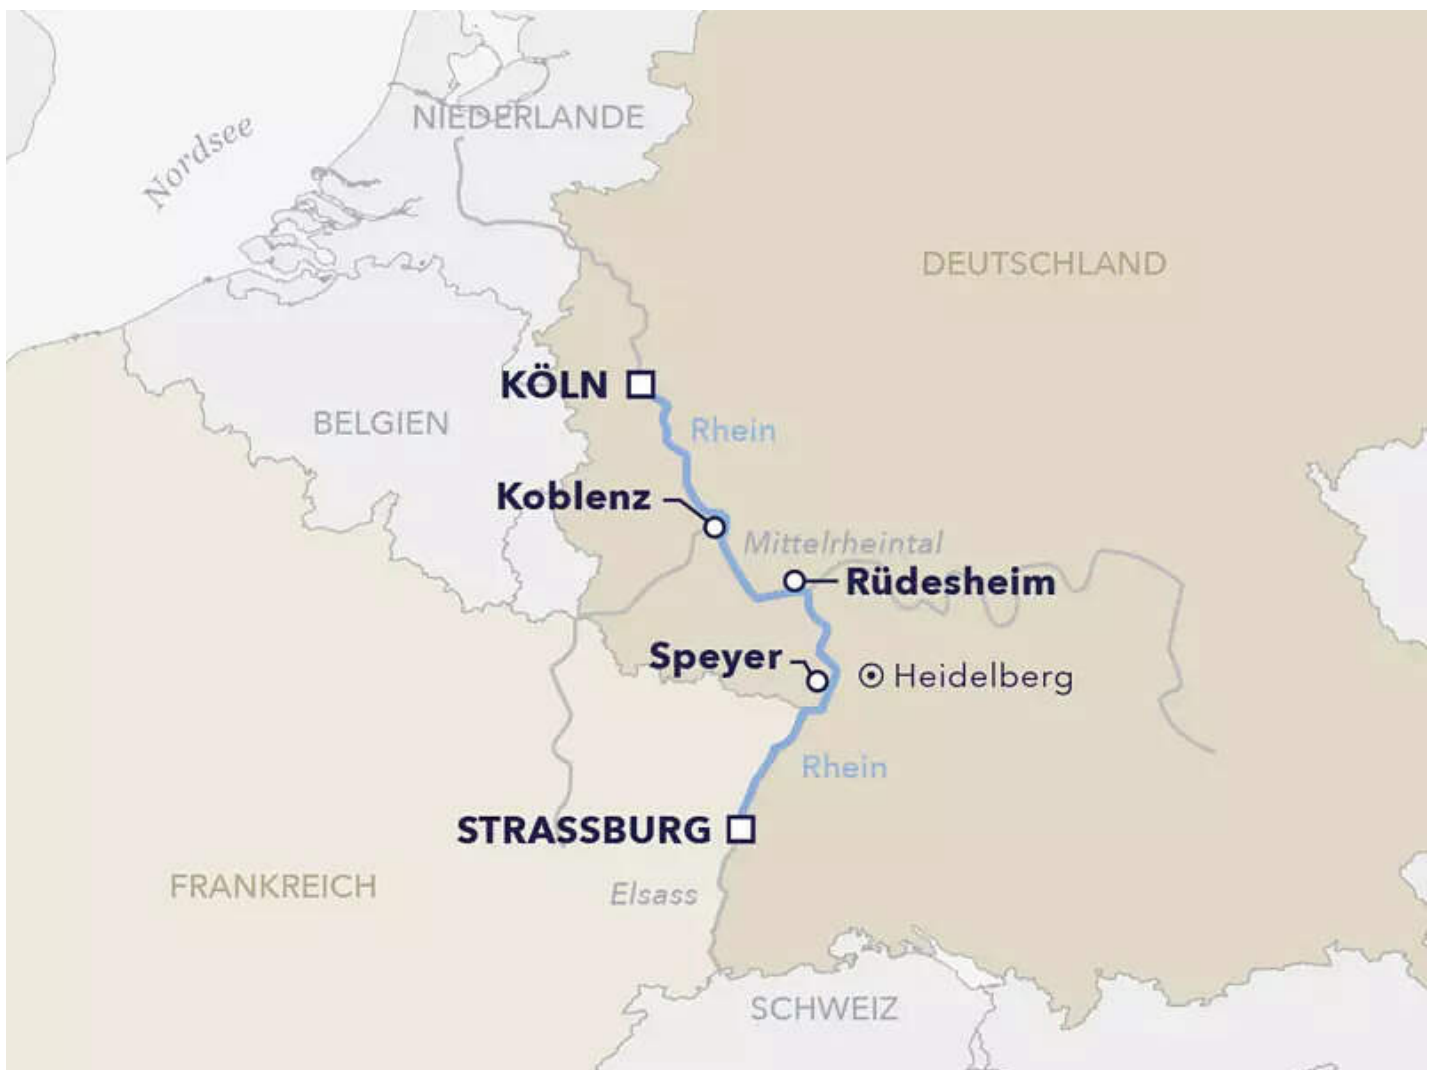 NIEDERLANDE
Nordsee
DEUTSCHLAND
KÖLN
BELGIEN
Rhein
Koblenz
Mittelrheintal
Rüdesheim
Speyer
Heidelberg
Rhein
STRASSBURG
FRANKREICH
Elsass
SCHWEIZ